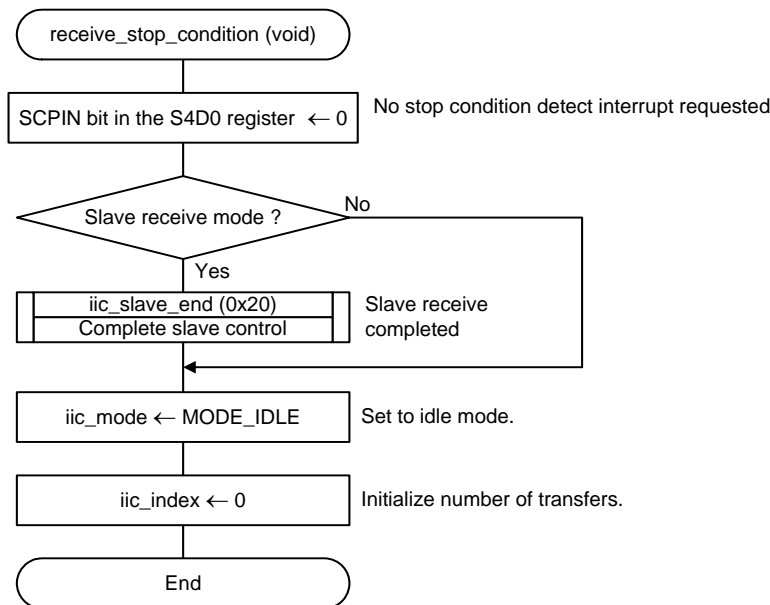 receive_stop_condition (void)
SCPIN bit in the S4D0 register ← 0
No stop condition detect interrupt requested
Slave receive mode ?
No
Yes
iic_slave_end (0x20)
Complete slave control
Slave receive
completed
iic_mode ← MODE_IDLE
Set to idle mode.
iic_index ← 0
Initialize number of transfers.
End